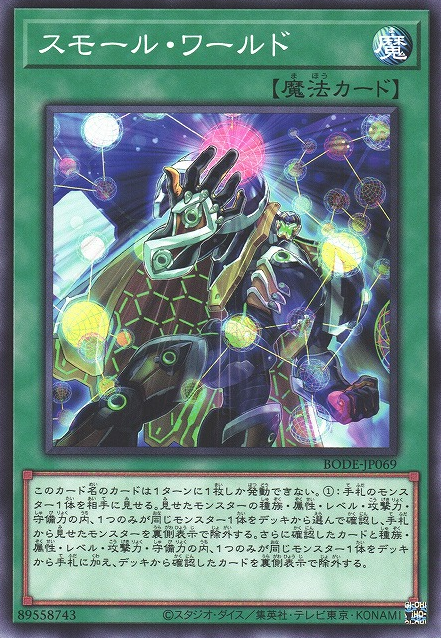 スモール・ワールド
魔
【魔法カード】
BODE-JP069
このカード名のカードは1ターンに1枚しか発動できない。①：手札のモンス
ター1体を相手に見せる。見せたモンスターの種族・属性・レベル・攻撃力・
守備力の内、1つのみが同じモンスター1体をデッキから選んで確認し、手札
から見せたモンスターを裏側表示で除外する。さらに確認したカードと種族・
属性・レベル・攻撃力・守備力の内、1つのみが同じモンスター1体をデッキ
から手札に加え、デッキから確認したカードを裏側表示で除外する。
89558743
©スタジオ・ダイス／集英社・テレビ東京・KONAMI